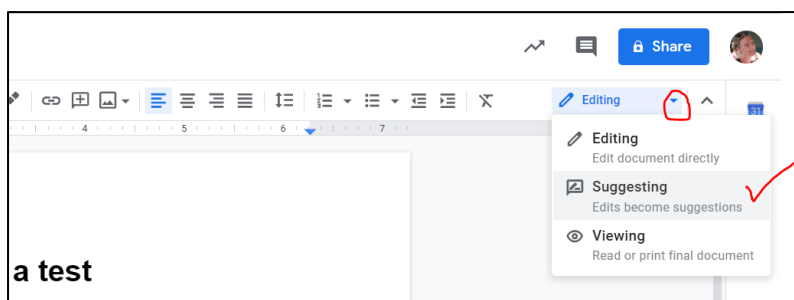 Share
Editing
31
4 5 6 7
Editing
Edit document directly
Suggesting
Edits become suggestions
Viewing
Read or print final document
a test